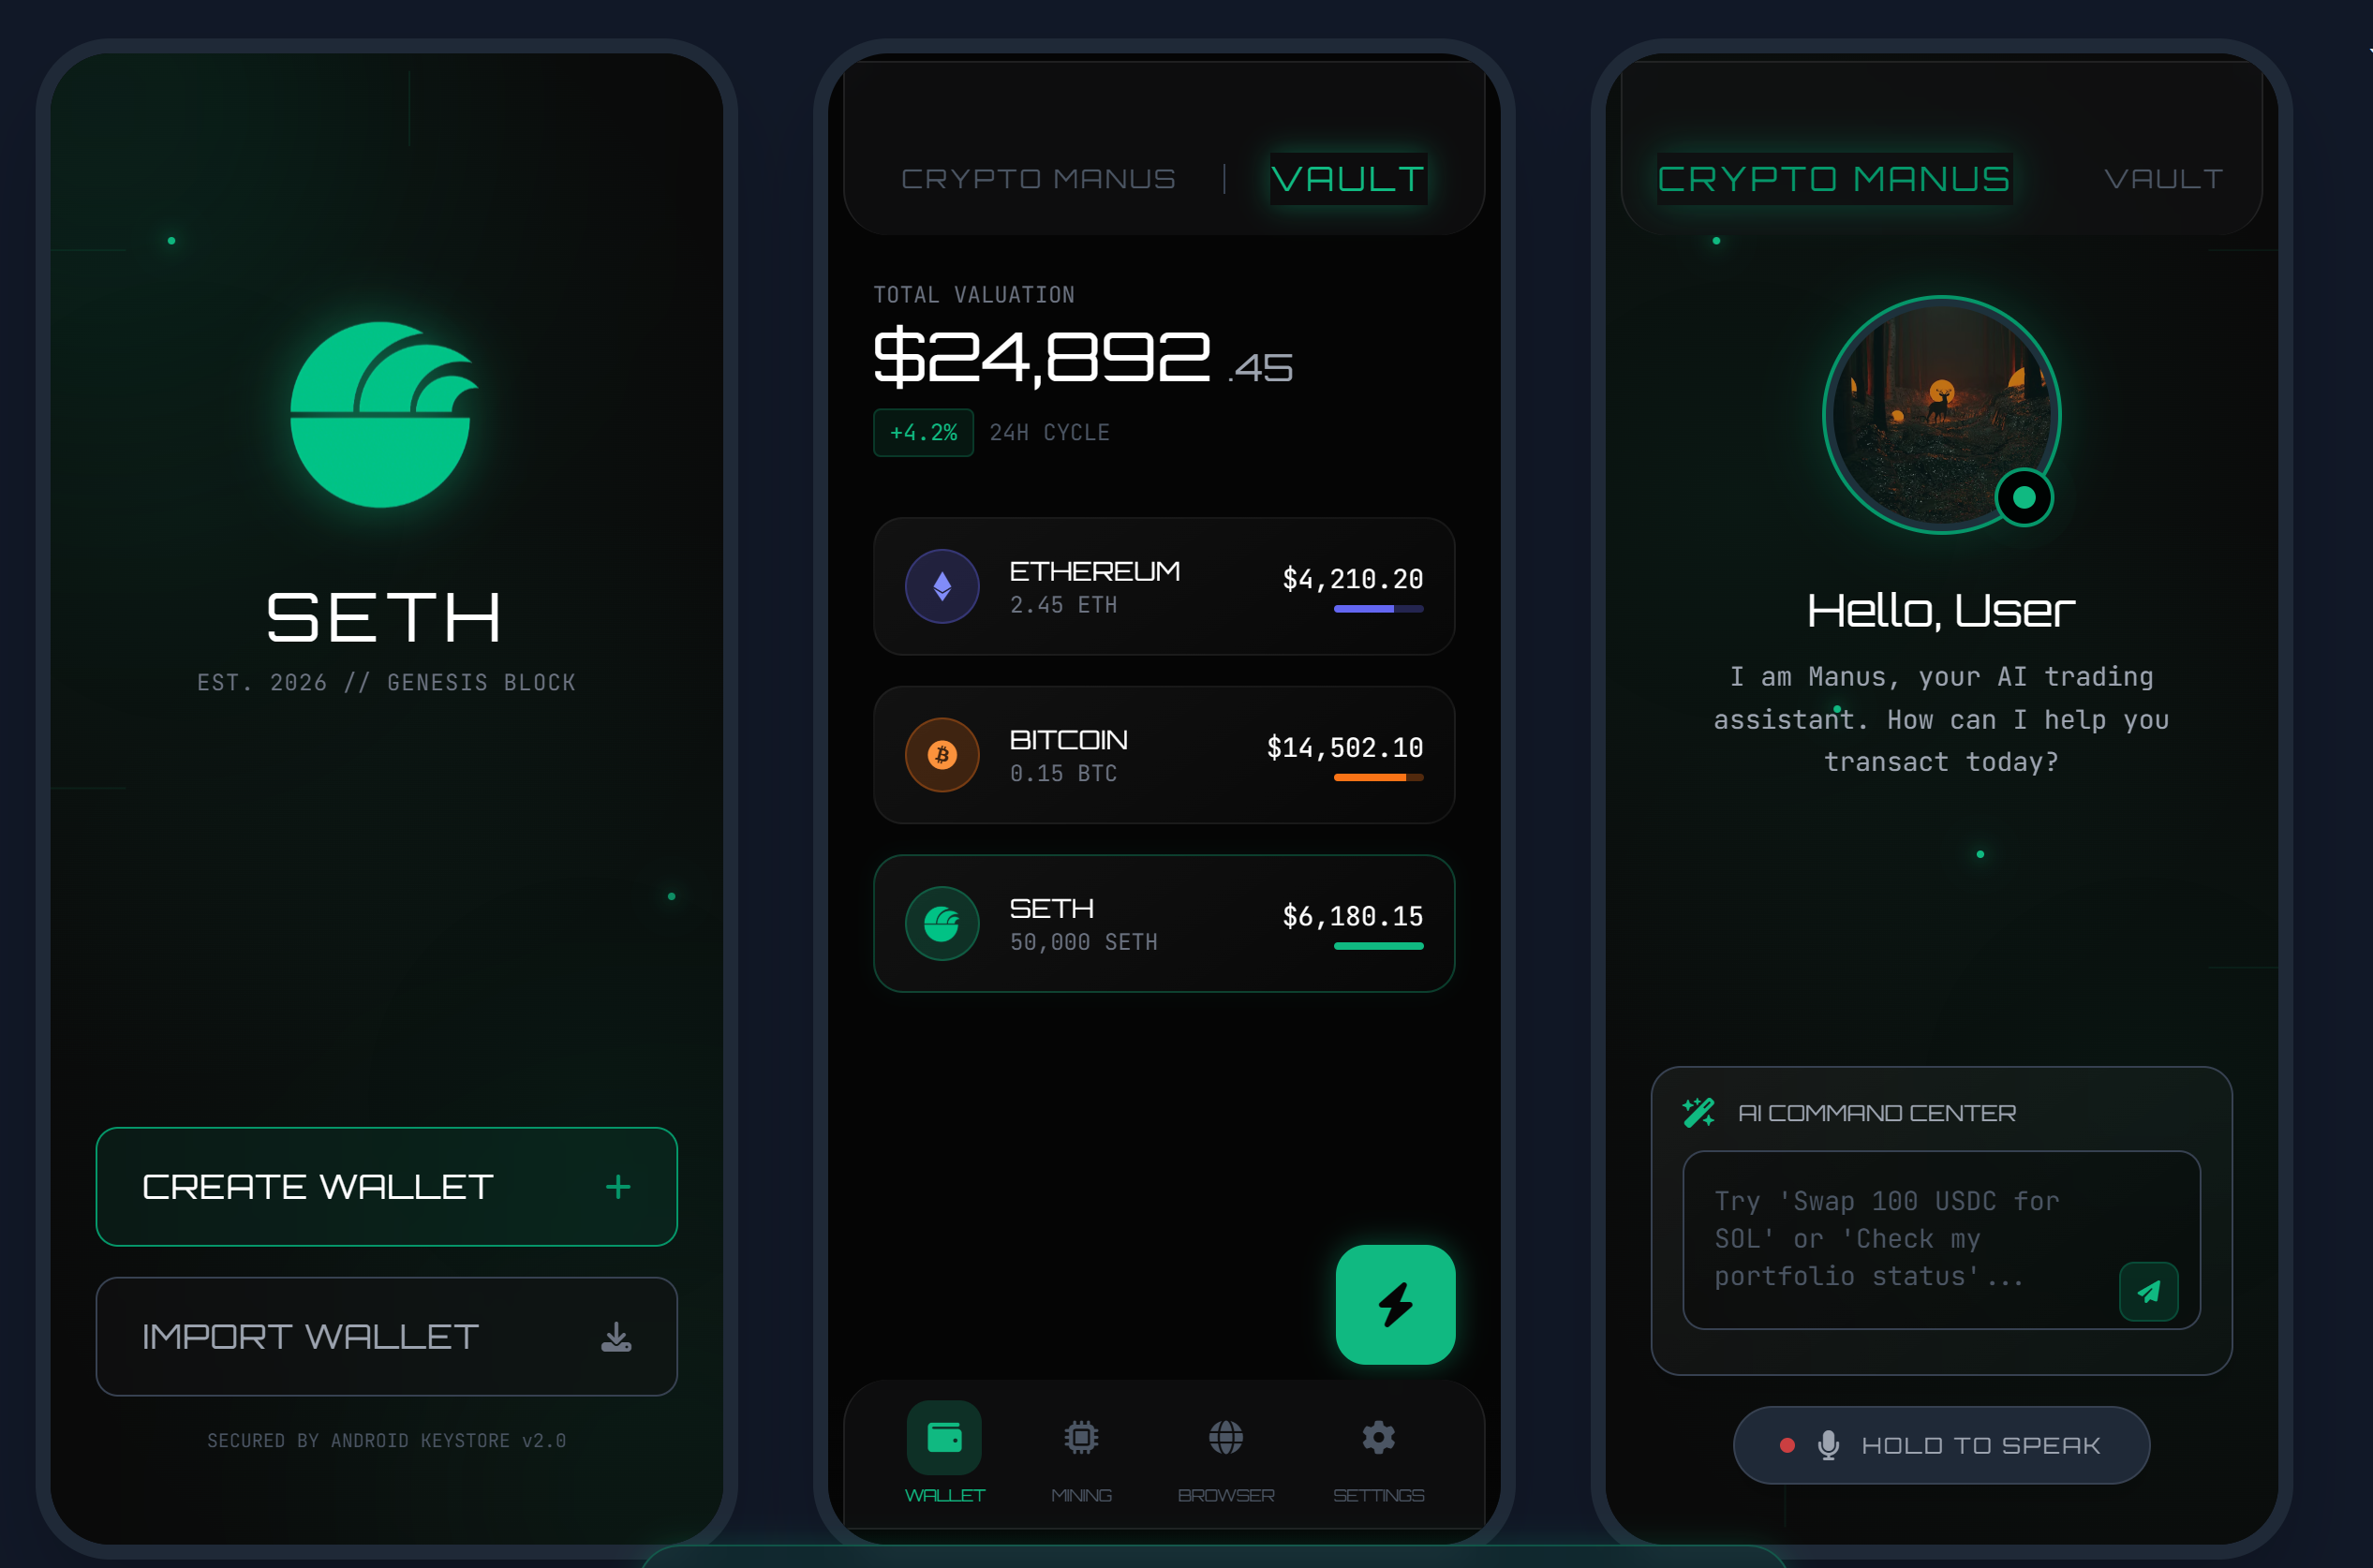 SETH
EST. 2026 // GENESIS BLOCK
CREATE WALLET
IMPORT WALLET
SECURED BY ANDROID KEYSTORE v2.0
CRYPTO MANUS | VAULT
TOTAL VALUATION
$24,892 .45
+4.2% 24H CYCLE
ETHEREUM
2.45 ETH
$4,210.20
BITCOIN
0.15 BTC
$14,502.10
SETH
50,000 SETH
$6,180.15
WALLET MINING BROWSER SETTINGS
CRYPTO MANUS VAULT
Hello, User
I am Manus, your AI trading
assistant. How can I help you
transact today?
AI COMMAND CENTER
Try 'Swap 100 USDC for
SOL' or 'Check my
portfolio status'...
HOLD TO SPEAK